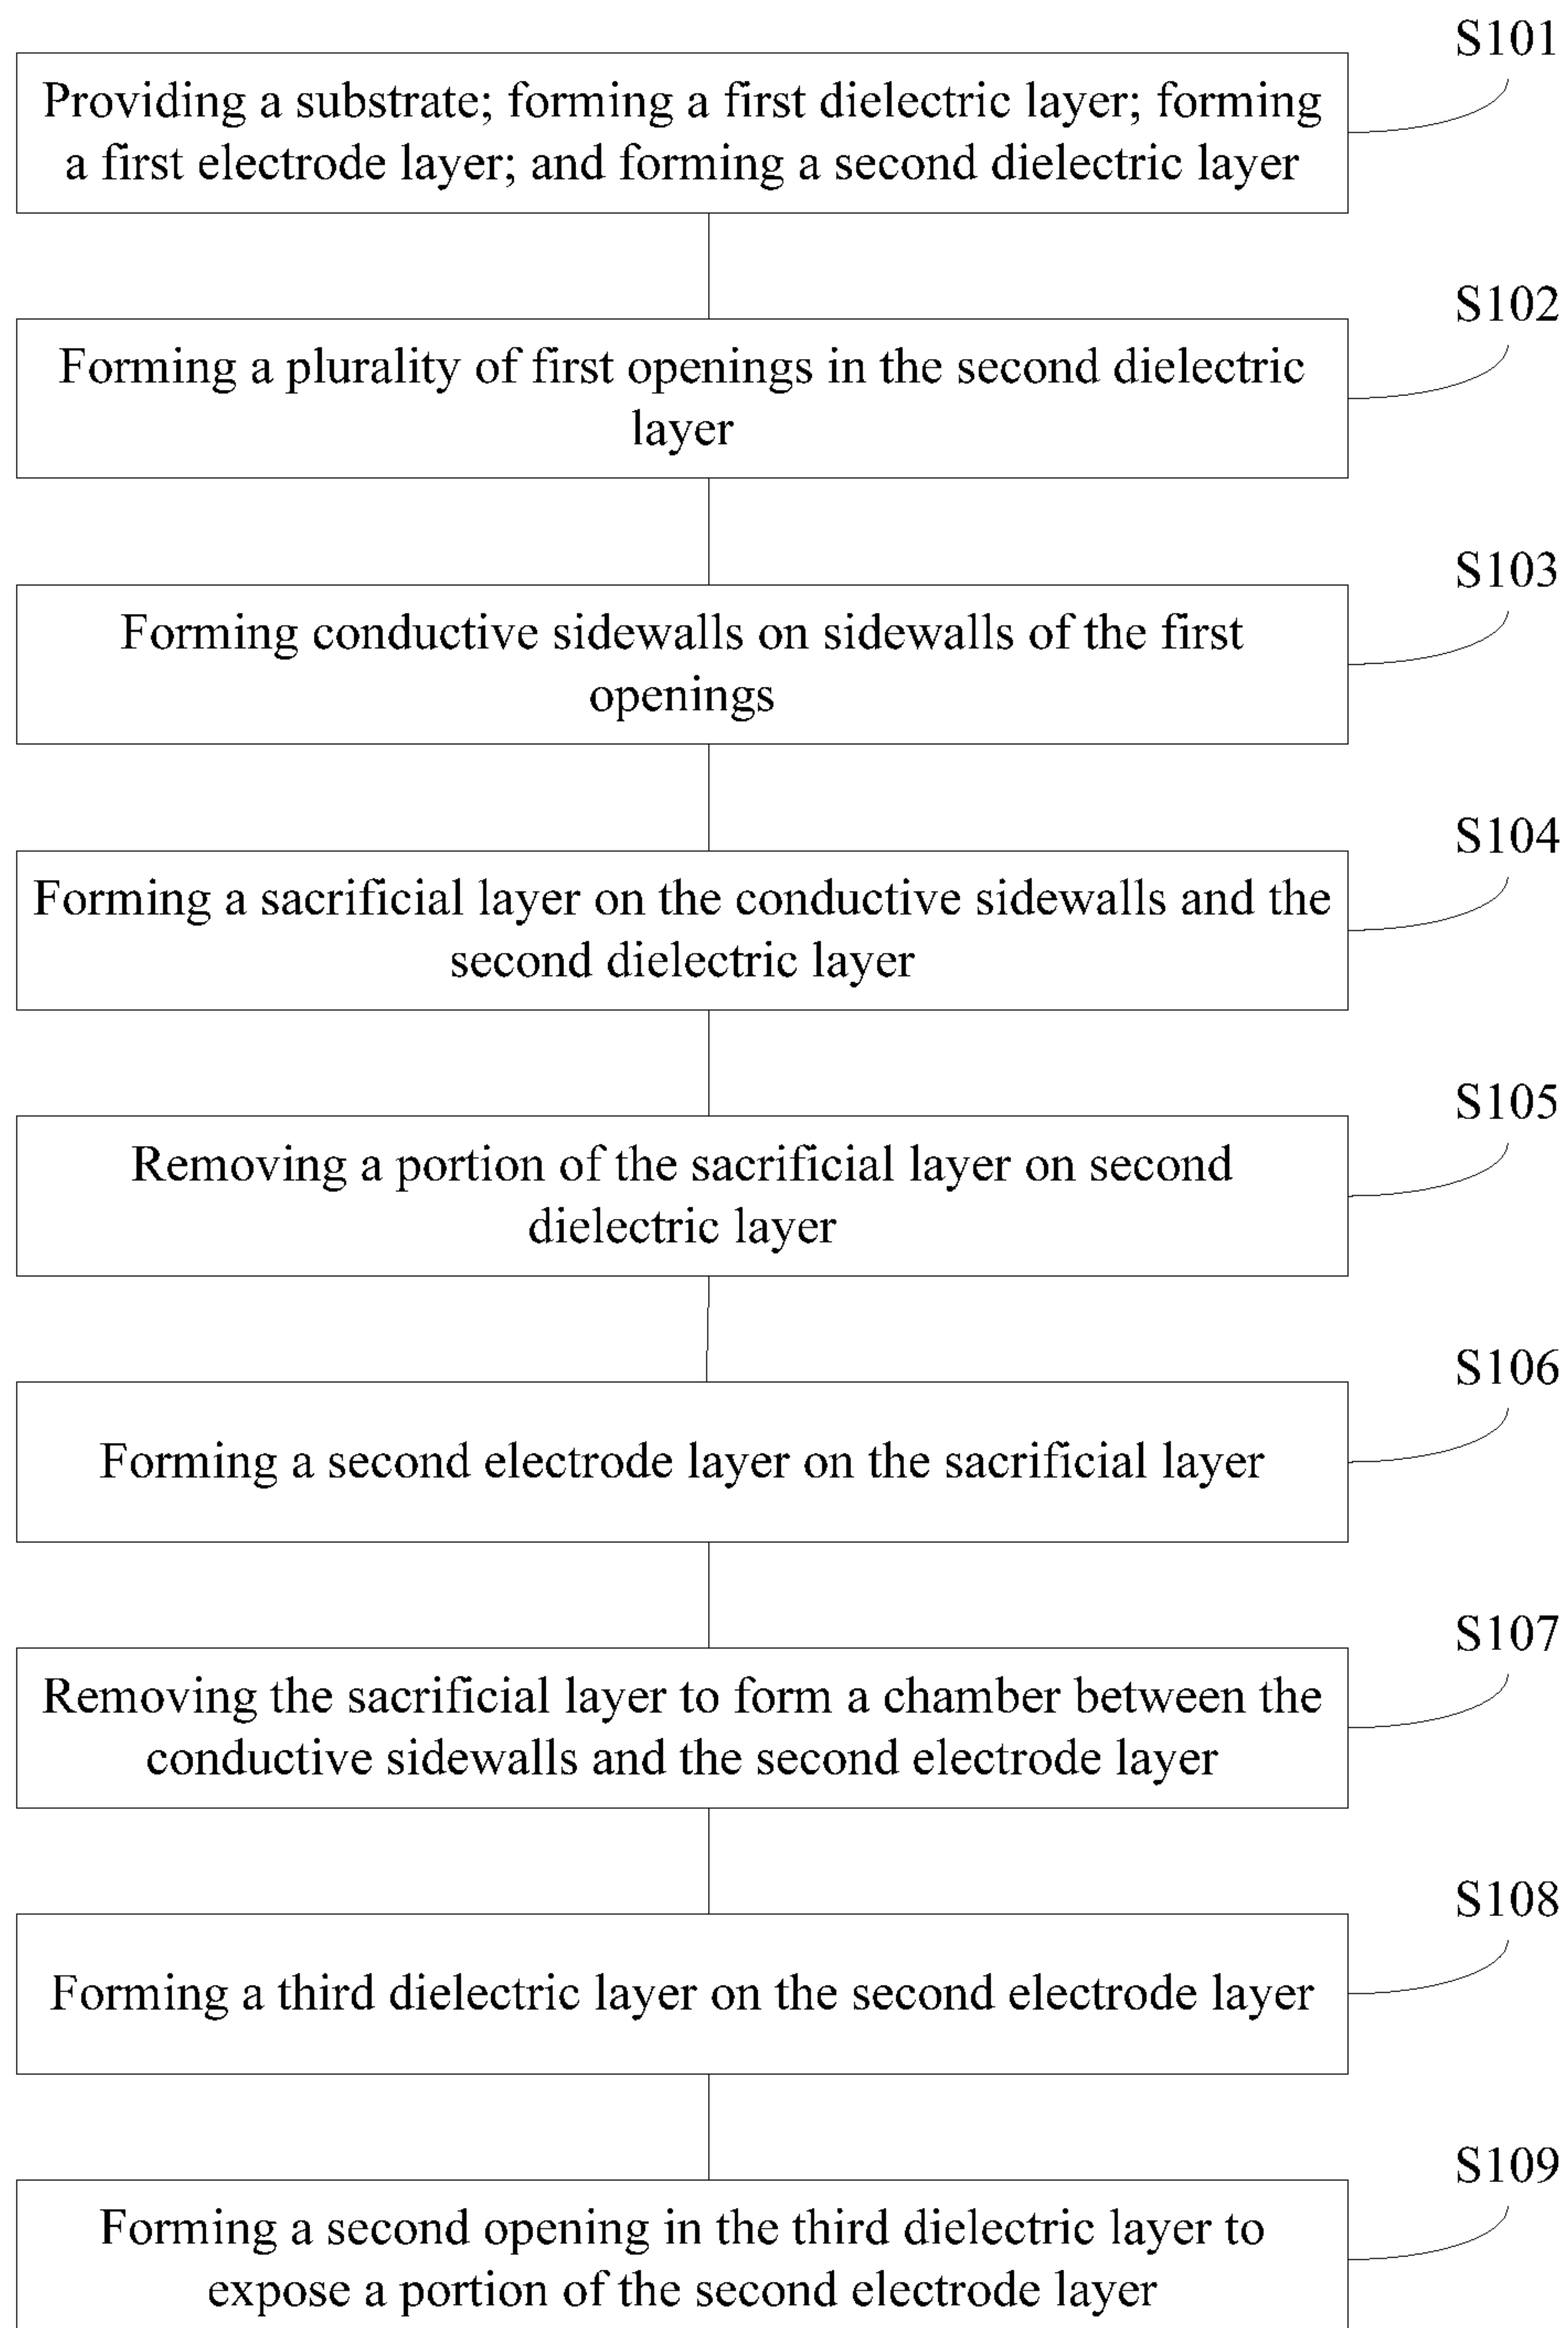 S101
Providing a substrate; forming a first dielectric layer; forming
a first electrode layer; and forming a second dielectric layer
S102
Forming a plurality of first openings in the second dielectric
layer
S103
Forming conductive sidewalls on sidewalls of the first
openings
S104
Forming a sacrificial layer on the conductive sidewalls and the
second dielectric layer
S105
Removing a portion of the sacrificial layer on second
dielectric layer
S106
Forming a second electrode layer on the sacrificial layer
S107
Removing the sacrificial layer to form a chamber between the
conductive sidewalls and the second electrode layer
S108
Forming a third dielectric layer on the second electrode layer
S109
Forming a second opening in the third dielectric layer to
expose a portion of the second electrode layer